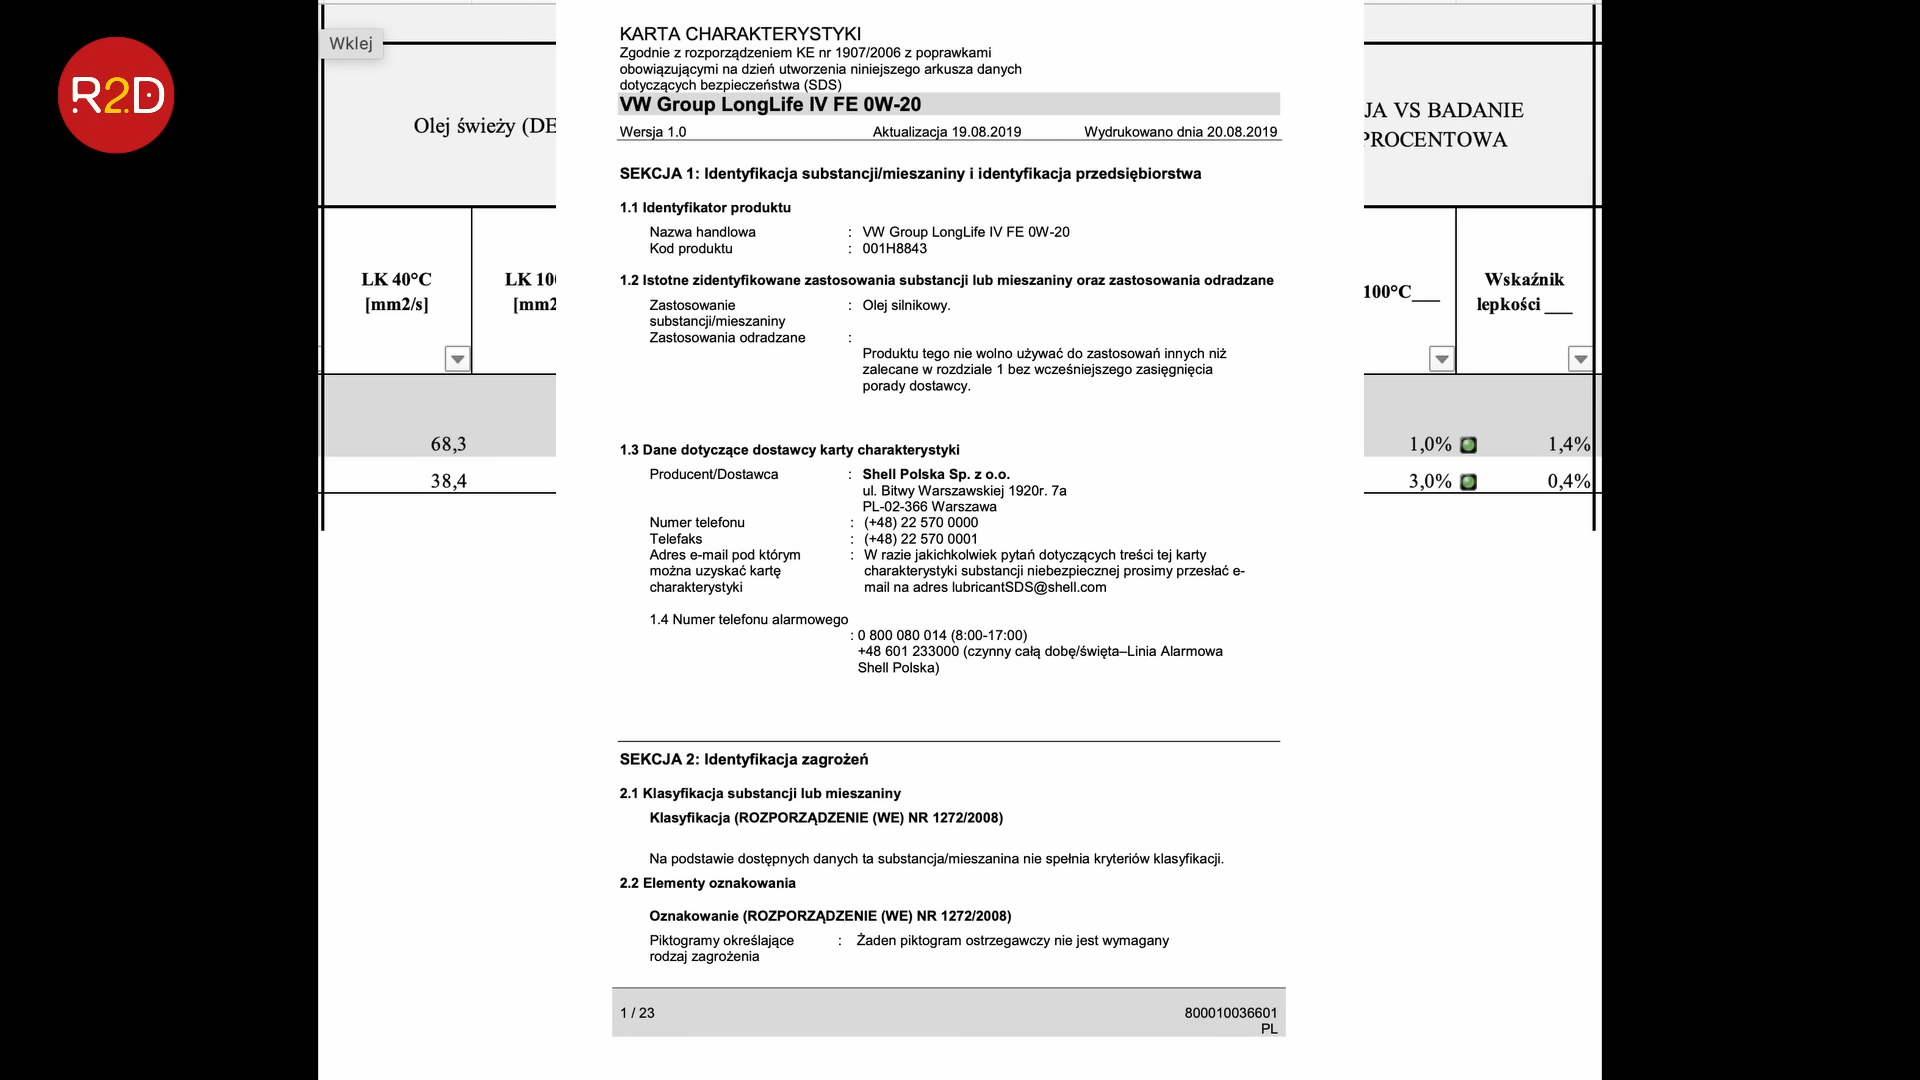 R2D
Wklej
Olej świeży (DE
JA VS BADANIE
PROCENTOWA
LK 40°C
[mm2/s]
LK 10
[mm2
100°C___
Wskaźnik
lepkości ___
68,3
1,0%
1,4%
38,4
3,0%
0,4%
KARTA CHARAKTERYSTYKI
Zgodnie z rozporządzeniem KE nr 1907/2006 z poprawkami
obowiązującymi na dzień utworzenia niniejszego arkusza danych
dotyczących bezpieczeństwa (SDS)
VW Group LongLife IV FE 0W-20
Wersja 1.0 Aktualizacja 19.08.2019 Wydrukowano dnia 20.08.2019
SEKCJA 1: Identyfikacja substancji/mieszaniny i identyfikacja przedsiębiorstwa
1.1 Identyfikator produktu
Nazwa handlowa : VW Group LongLife IV FE 0W-20
Kod produktu : 001H8843
1.2 Istotne zidentyfikowane zastosowania substancji lub mieszaniny oraz zastosowania odradzane
Zastosowanie : Olej silnikowy.
substancji/mieszaniny
Zastosowania odradzane :
Produktu tego nie wolno używać do zastosowań innych niż
zalecane w rozdziale 1 bez wcześniejszego zasięgnięcia
porady dostawcy.
1.3 Dane dotyczące dostawcy karty charakterystyki
Producent/Dostawca : Shell Polska Sp. z o.o.
ul. Bitwy Warszawskiej 1920r. 7a
PL-02-366 Warszawa
Numer telefonu : (+48) 22 570 0000
Telefaks : (+48) 22 570 0001
Adres e-mail pod którym : W razie jakichkolwiek pytań dotyczących treści tej karty
można uzyskać kartę charakterystyki substancji niebezpiecznej prosimy przesłać e-
charakterystyki mail na adres lubricantSDS@shell.com
1.4 Numer telefonu alarmowego
: 0 800 080 014 (8:00-17:00)
+48 601 233000 (czynny całą dobę/święta–Linia Alarmowa
Shell Polska)
SEKCJA 2: Identyfikacja zagrożeń
2.1 Klasyfikacja substancji lub mieszaniny
Klasyfikacja (ROZPORZĄDZENIE (WE) NR 1272/2008)
Na podstawie dostępnych danych ta substancja/mieszanina nie spełnia kryteriów klasyfikacji.
2.2 Elementy oznakowania
Oznakowanie (ROZPORZĄDZENIE (WE) NR 1272/2008)
Piktogramy określające : Żaden piktogram ostrzegawczy nie jest wymagany
rodzaj zagrożenia
1 / 23 800010036601
PL